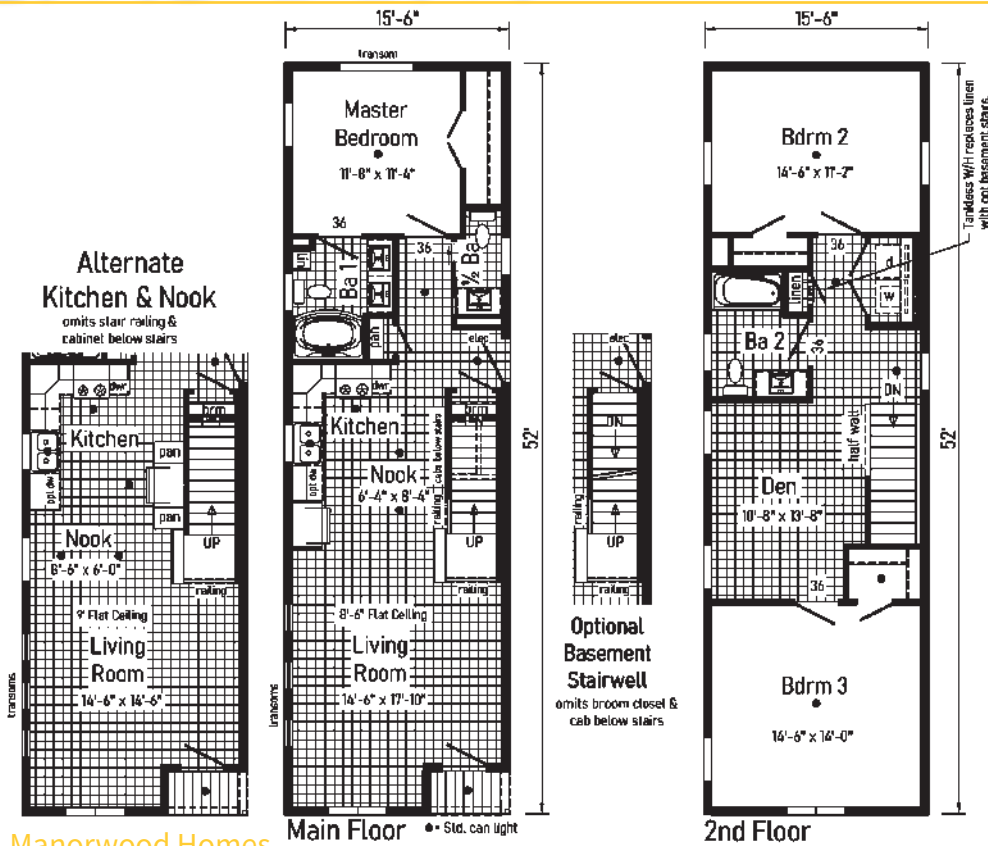 15'-6"
transom
Master
Bedroom
11'-8" x 11'-4"
36
36
Ba 1
½ Ba
pan
elec
dwr
brm
Kitchen
cabs below stairs
Nook
6'-4" x 8'-4"
opt dw
railing
UP
railing
8'-6" Flat Ceiling
Living
Room
14'-6" x 17'-10"
transoms
52'
Main Floor
●- Std. can light
Alternate
Kitchen & Nook
omits stair railing &
cabinet below stairs
dwr
brm
Kitchen
pan
opt dw
pan
Nook
8'-6" x 6'-0"
UP
railing
9' Flat Ceiling
Living
Room
14'-6" x 14'-6"
transoms
Manorwood Homes
elec
DN
railing
UP
railing
Optional
Basement
Stairwell
omits broom closet &
cab below stairs
15'-6"
Bdrm 2
14'-6" x 11'-2"
Tankless W/H replaces linen
with opt basement stairs
36
d
w
linen
Ba 2
36
DN
half wall
Den
10'-8" x 13'-8"
36
Bdrm 3
14'-6" x 14'-0"
52'
2nd Floor